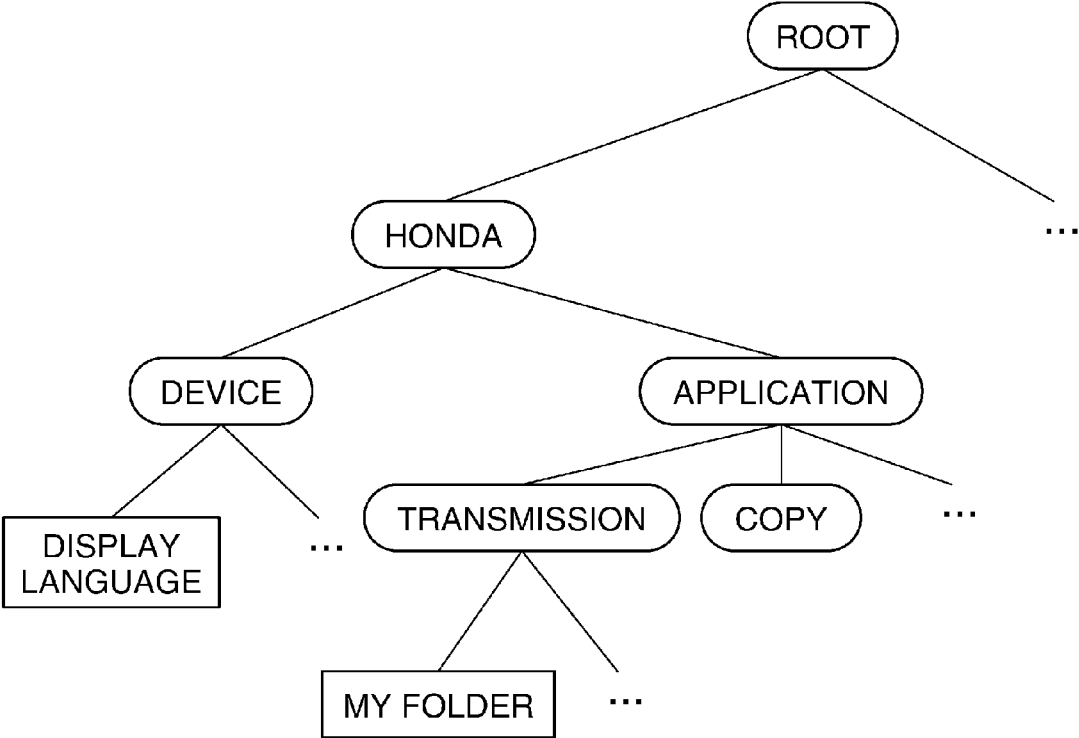 ROOT
HONDA
...
DEVICE
APPLICATION
DISPLAY
LANGUAGE
...
TRANSMISSION
COPY
...
MY FOLDER
...